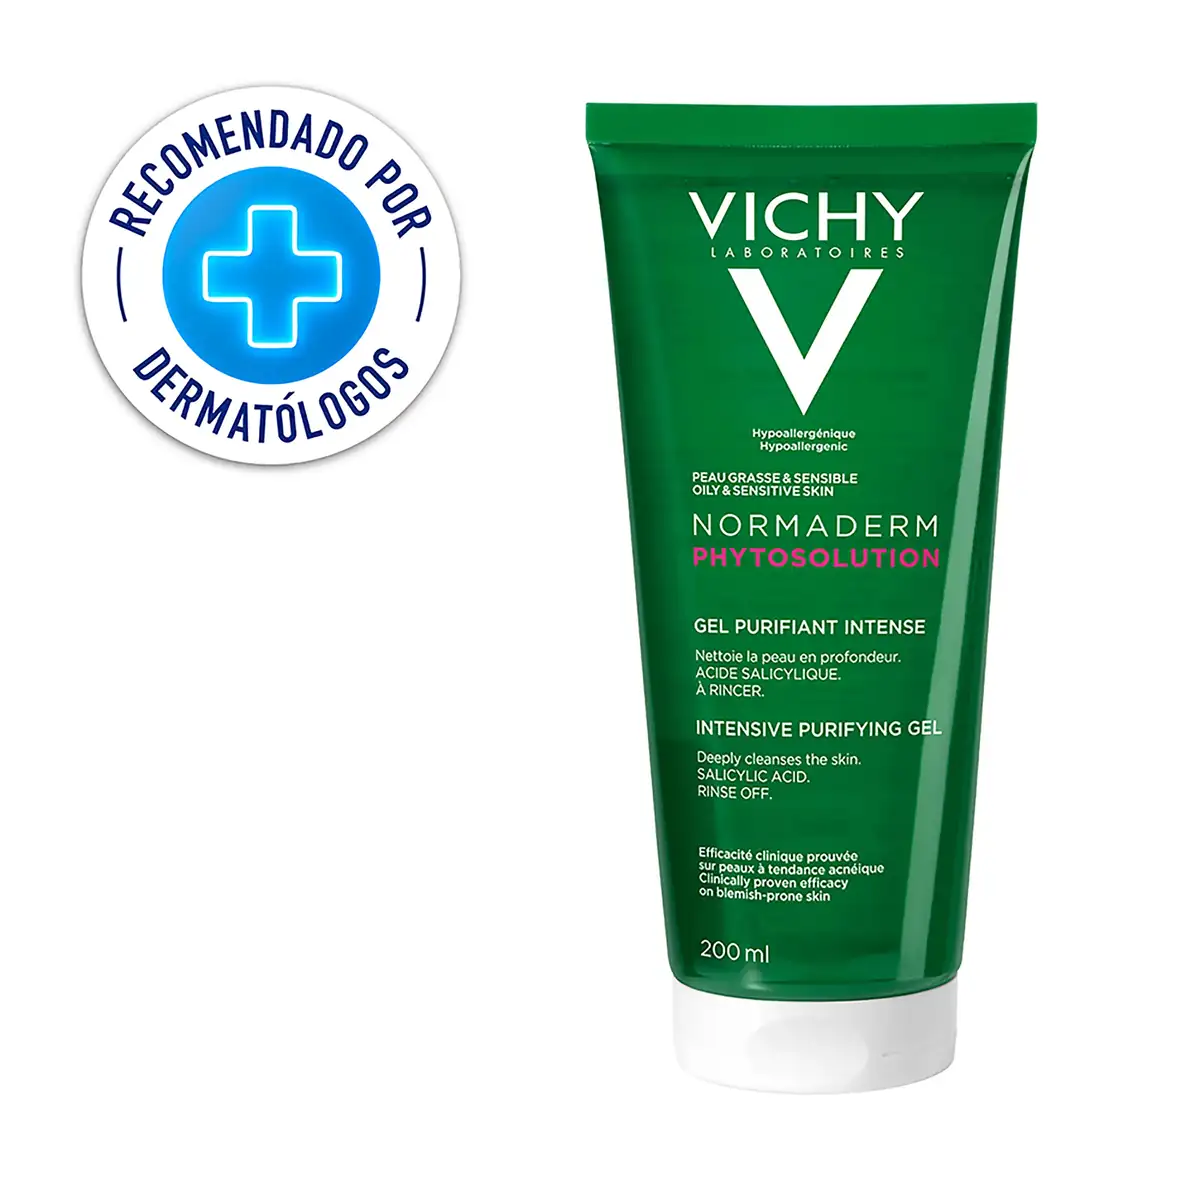 RECOMENDADO POR
DERMATÓLOGOS
VICHY
LABORATOIRES
V
Hypoallergénique
Hypoallergenic
PEAU GRASSE & SENSIBLE
OILY & SENSITIVE SKIN
NORMADERM
PHYTOSOLUTION
GEL PURIFIANT INTENSE
Nettoie la peau en profondeur.
ACIDE SALICYLIQUE.
À RINCER.
INTENSIVE PURIFYING GEL
Deeply cleanses the skin.
SALICYLIC ACID.
RINSE OFF.
Efficacité clinique prouvée
sur peaux à tendance acnéique
Clinically proven efficacy
on blemish-prone skin
200 ml